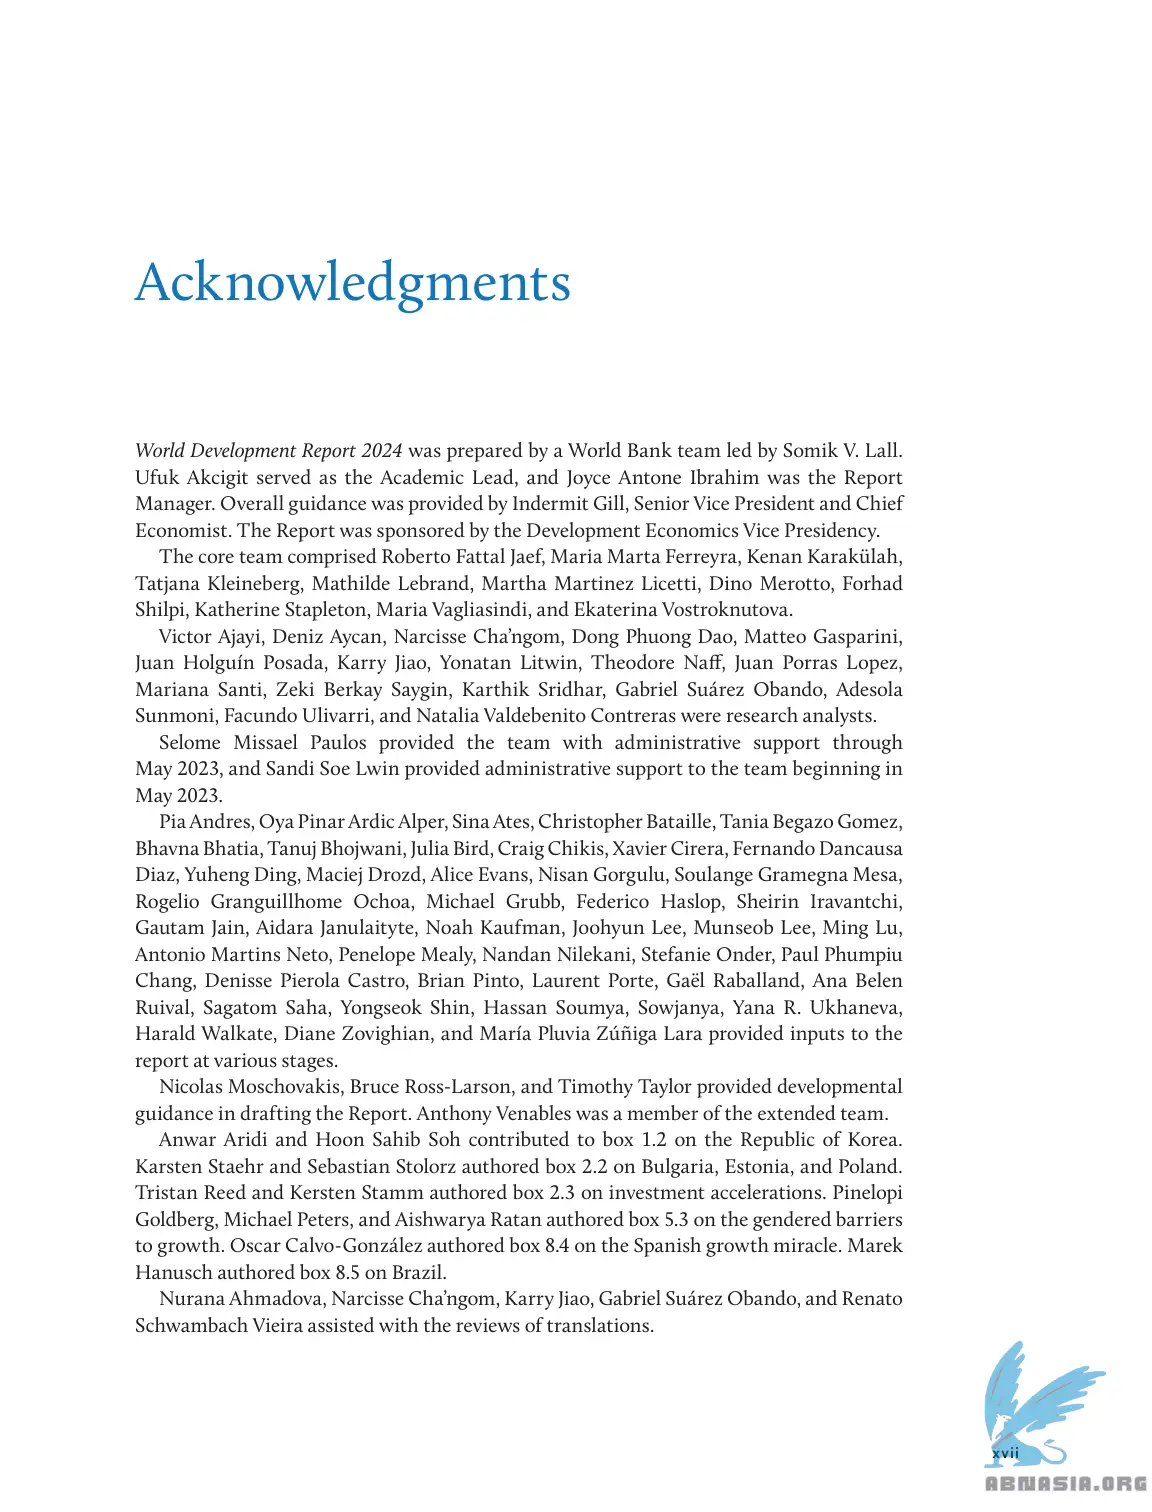 Acknowledgments
World Development Report 2024 was prepared by a World Bank team led by Somik V. Lall.
Ufuk Akcigit served as the Academic Lead, and Joyce Antone Ibrahim was the Report
Manager. Overall guidance was provided by Indermit Gill, Senior Vice President and Chief
Economist. The Report was sponsored by the Development Economics Vice Presidency.
The core team comprised Roberto Fattal Jaef, Maria Marta Ferreyra, Kenan Karakülah,
Tatjana Kleineberg, Mathilde Lebrand, Martha Martinez Licetti, Dino Merotto, Forhad
Shilpi, Katherine Stapleton, Maria Vagliasindi, and Ekaterina Vostroknutova.
Victor Ajayi, Deniz Aycan, Narcisse Cha’ngom, Dong Phuong Dao, Matteo Gasparini,
Juan Holguín Posada, Karry Jiao, Yonatan Litwin, Theodore Naff, Juan Porras Lopez,
Mariana Santi, Zeki Berkay Saygin, Karthik Sridhar, Gabriel Suárez Obando, Adesola
Sunmoni, Facundo Ulivarri, and Natalia Valdebenito Contreras were research analysts.
Selome Missael Paulos provided the team with administrative support through
May 2023, and Sandi Soe Lwin provided administrative support to the team beginning in
May 2023.
Pia Andres, Oya Pinar Ardic Alper, Sina Ates, Christopher Bataille, Tania Begazo Gomez,
Bhavna Bhatia, Tanuj Bhojwani, Julia Bird, Craig Chikis, Xavier Cirera, Fernando Dancausa
Diaz, Yuheng Ding, Maciej Drozd, Alice Evans, Nisan Gorgulu, Soulange Gramegna Mesa,
Rogelio Granguillhome Ochoa, Michael Grubb, Federico Haslop, Sheirin Iravantchi,
Gautam Jain, Aidara Janulaityte, Noah Kaufman, Joohyun Lee, Munseob Lee, Ming Lu,
Antonio Martins Neto, Penelope Mealy, Nandan Nilekani, Stefanie Onder, Paul Phumpiu
Chang, Denisse Pierola Castro, Brian Pinto, Laurent Porte, Gaël Raballand, Ana Belen
Ruival, Sagatom Saha, Yongseok Shin, Hassan Soumya, Sowjanya, Yana R. Ukhaneva,
Harald Walkate, Diane Zovighian, and María Pluvia Zúñiga Lara provided inputs to the
report at various stages.
Nicolas Moschovakis, Bruce Ross-Larson, and Timothy Taylor provided developmental
guidance in drafting the Report. Anthony Venables was a member of the extended team.
Anwar Aridi and Hoon Sahib Soh contributed to box 1.2 on the Republic of Korea.
Karsten Staehr and Sebastian Stolorz authored box 2.2 on Bulgaria, Estonia, and Poland.
Tristan Reed and Kersten Stamm authored box 2.3 on investment accelerations. Pinelopi
Goldberg, Michael Peters, and Aishwarya Ratan authored box 5.3 on the gendered barriers
to growth. Oscar Calvo-González authored box 8.4 on the Spanish growth miracle. Marek
Hanusch authored box 8.5 on Brazil.
Nurana Ahmadova, Narcisse Cha’ngom, Karry Jiao, Gabriel Suárez Obando, and Renato
Schwambach Vieira assisted with the reviews of translations.
xvii
ABNASIA.ORG